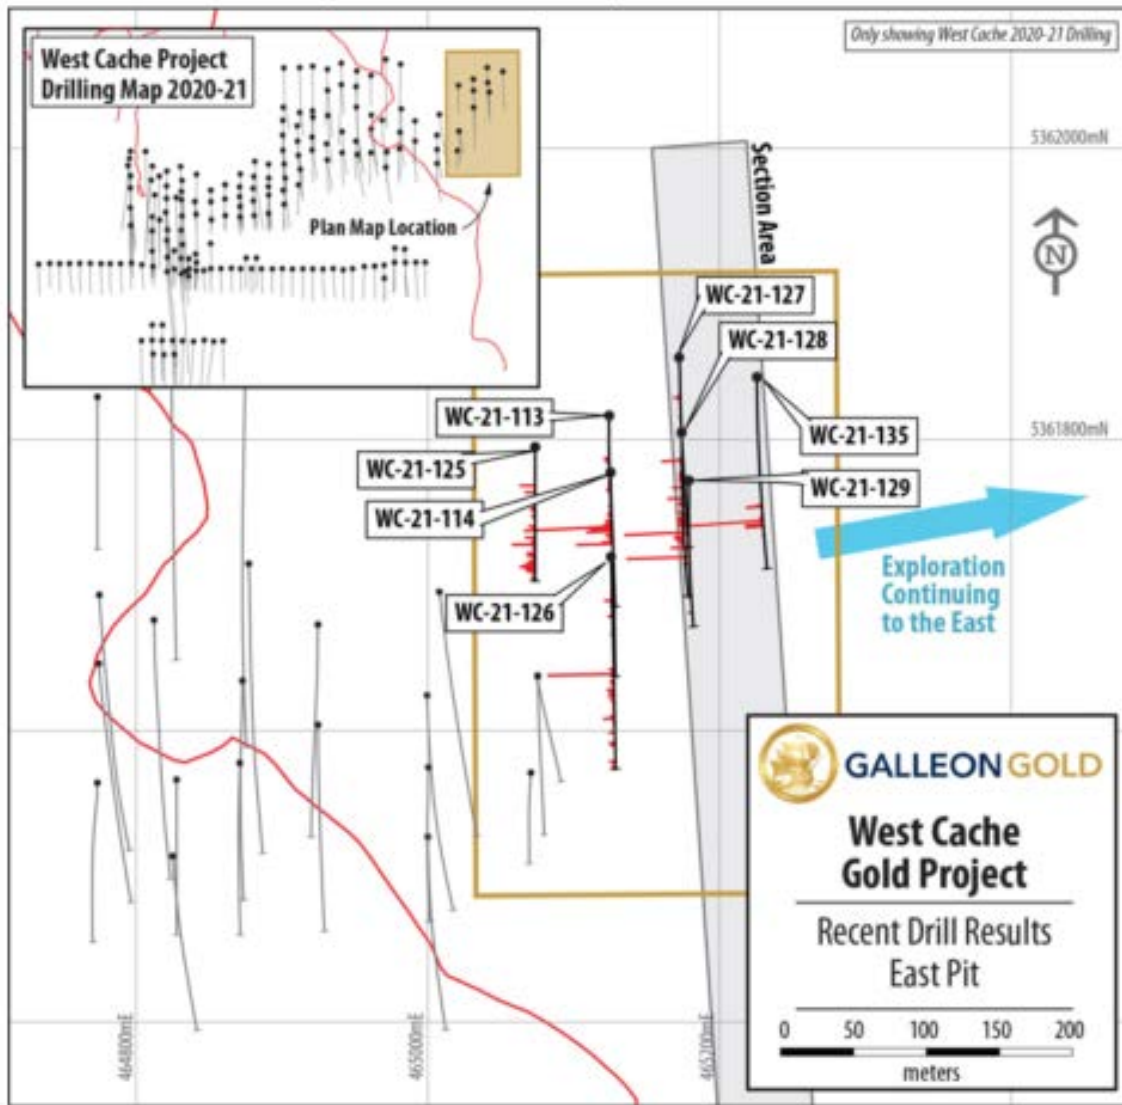 West Cache Project
Drilling Map 2020-21
Plan Map Location
Only showing West Cache 2020-21 Drilling
5362000mN
Section Area
N
WC-21-127
WC-21-128
WC-21-113
5361800mN
WC-21-125
WC-21-135
WC-21-114
WC-21-129
Exploration
Continuing
to the East
WC-21-126
GALLEON GOLD
West Cache
Gold Project
Recent Drill Results
East Pit
0 50 100 150 200
meters
464800mE
465000mE
465200mE